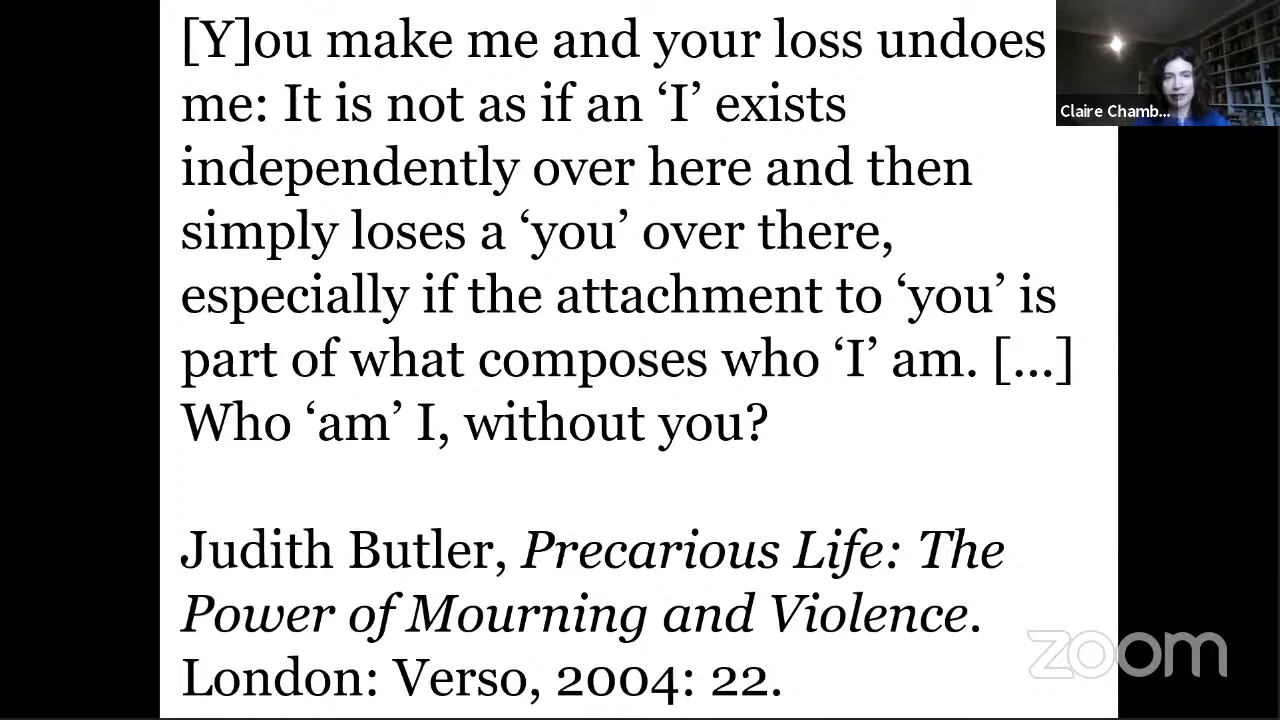 [Y]ou make me and your loss undoes
me: It is not as if an ‘I’ exists
independently over here and then
simply loses a ‘you’ over there,
especially if the attachment to ‘you’ is
part of what composes who ‘I’ am. [...]
Who ‘am’ I, without you?
Judith Butler, Precarious Life: The
Power of Mourning and Violence.
London: Verso, 2004: 22.
Claire Chamb...
zoom